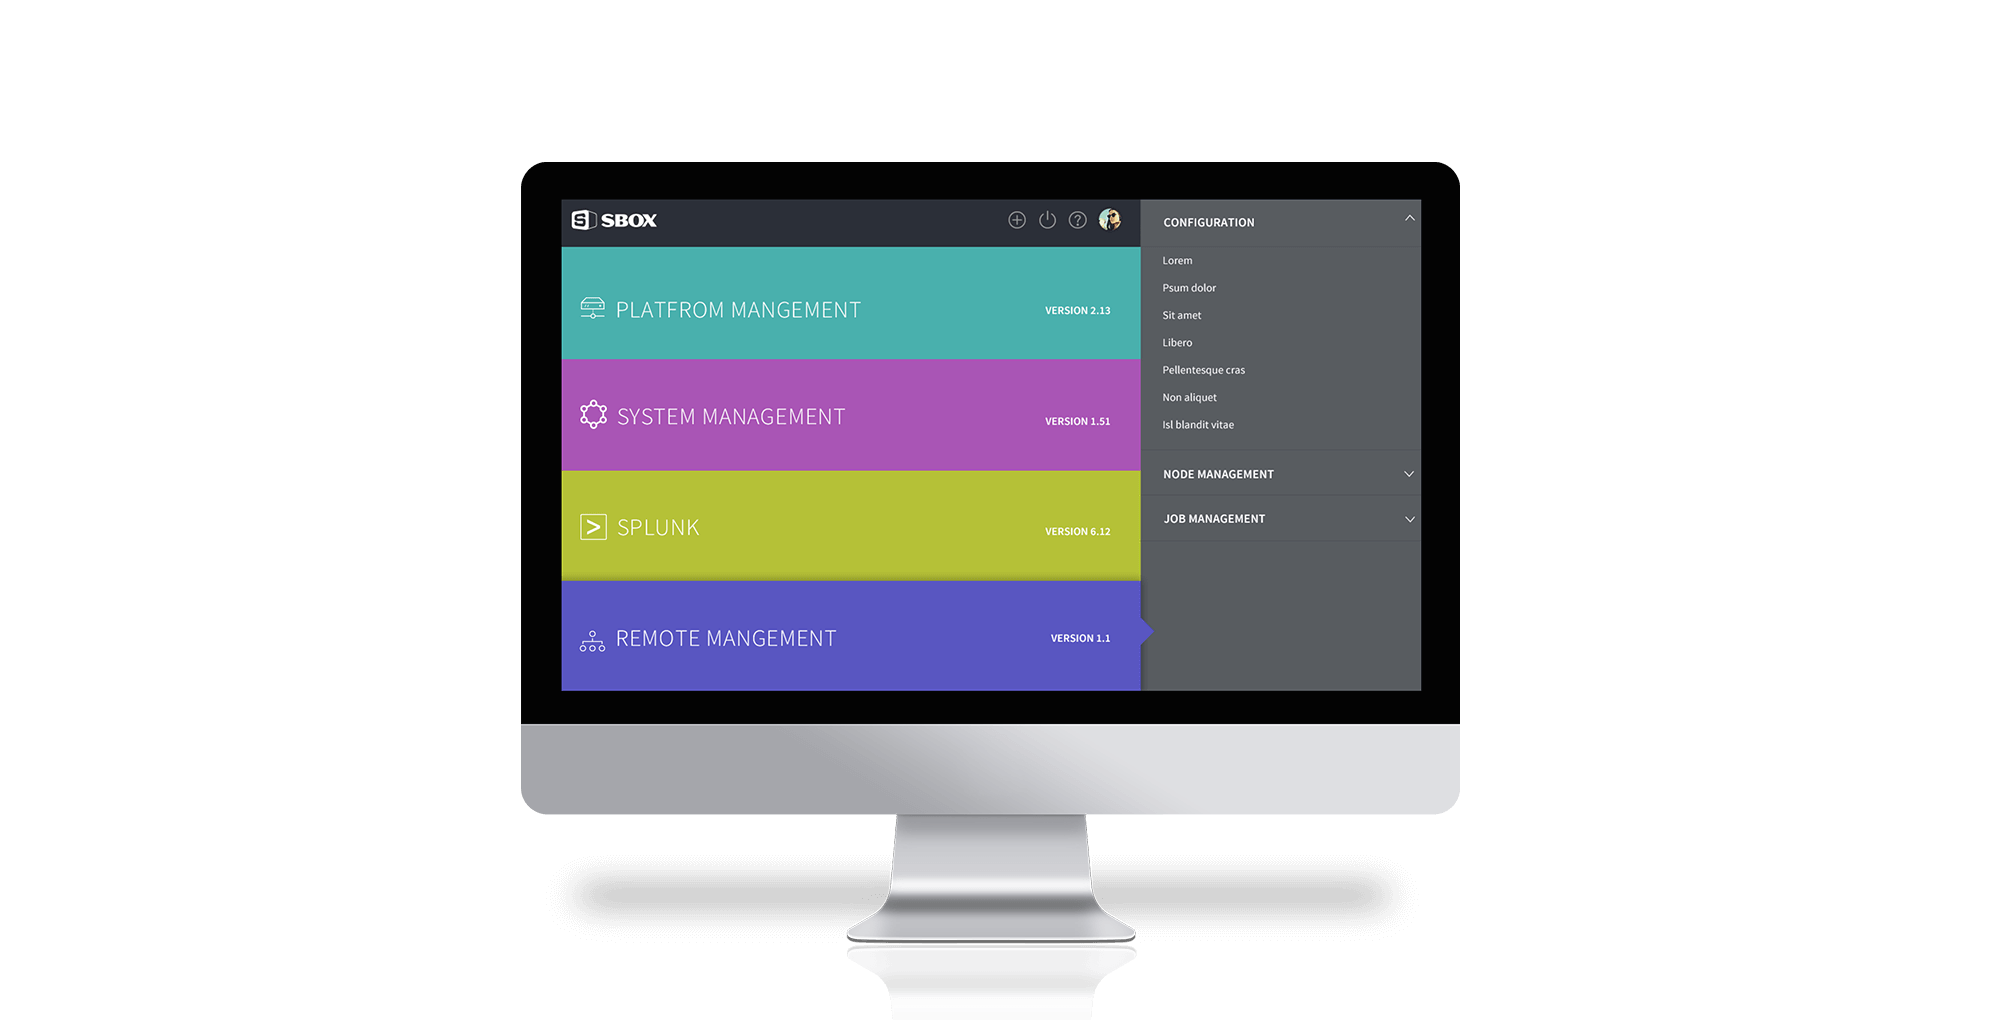 SBOX
PLATFROM MANGEMENT
VERSION 2.13
SYSTEM MANAGEMENT
VERSION 1.51
SPLUNK
VERSION 6.12
REMOTE MANGEMENT
VERSION 1.1
CONFIGURATION
Lorem
Psum dolor
Sit amet
Libero
Pellentesque cras
Non aliquet
Isl blandit vitae
NODE MANAGEMENT
JOB MANAGEMENT